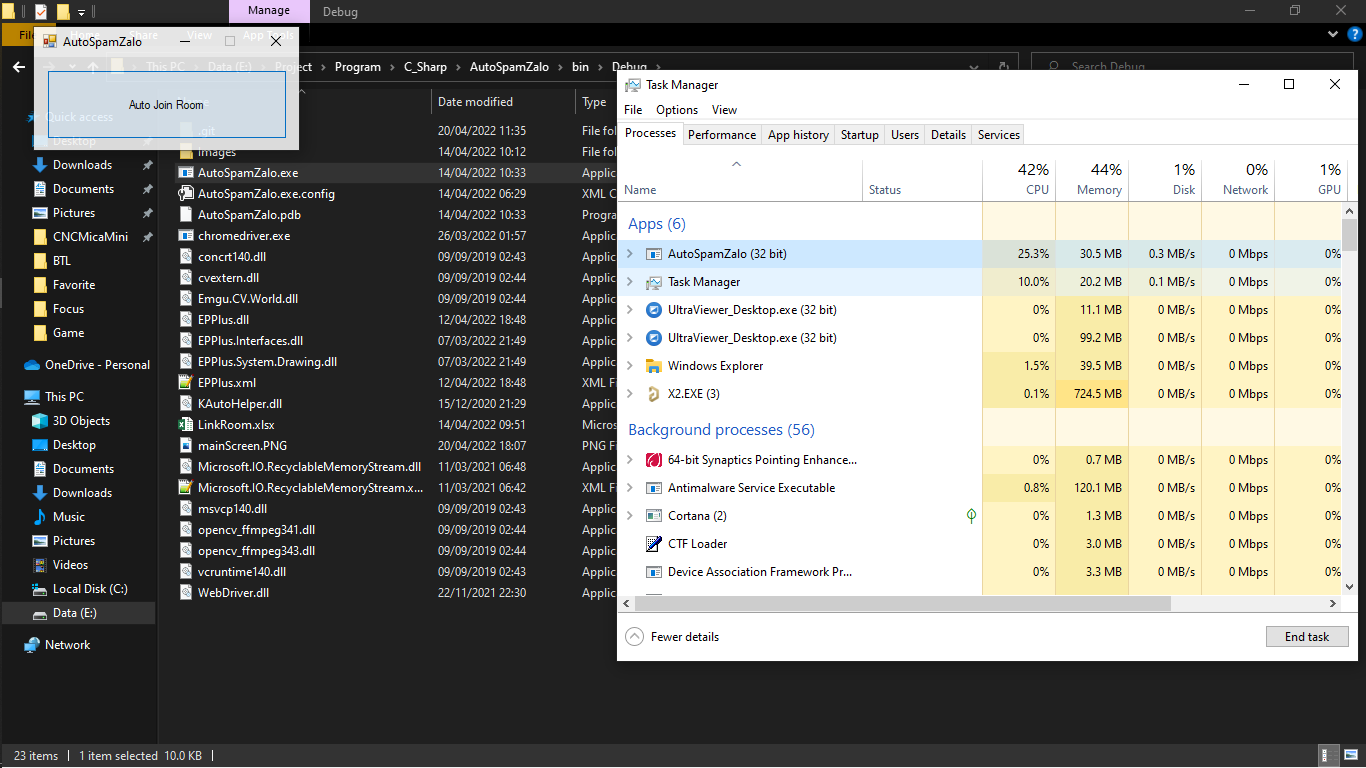 Manage
Debug
File
Home
Share
View
App Tools
AutoSpamZalo
Auto Join Room
This PC
Data (E:)
Project
Program
C_Sharp
AutoSpamZalo
bin
Debug
Search Debug
Date modified
Type
Quick access
Desktop
Downloads
Documents
Pictures
CNCMicaMini
BTL
Favorite
Focus
Game
OneDrive - Personal
This PC
3D Objects
Desktop
Documents
Downloads
Music
Pictures
Videos
Local Disk (C:)
Data (E:)
Network
.git 20/04/2022 11:35 File fol
images 14/04/2022 10:12 File fol
AutoSpamZalo.exe 14/04/2022 10:33 Applic
AutoSpamZalo.exe.config 14/04/2022 06:29 XML C
AutoSpamZalo.pdb 14/04/2022 10:33 Progra
chromedriver.exe 26/03/2022 01:57 Applic
concrt140.dll 09/09/2019 02:43 Applic
cvextern.dll 09/09/2019 02:44 Applic
Emgu.CV.World.dll 09/09/2019 02:44 Applic
EPPlus.dll 12/04/2022 18:48 Applic
EPPlus.Interfaces.dll 07/03/2022 21:49 Applic
EPPlus.System.Drawing.dll 07/03/2022 21:49 Applic
EPPlus.xml 12/04/2022 18:48 XML Fi
KAutoHelper.dll 15/12/2020 21:29 Applic
LinkRoom.xlsx 14/04/2022 09:51 Micros
mainScreen.PNG 20/04/2022 18:07 PNG F
Microsoft.IO.RecyclableMemoryStream.dll 11/03/2021 06:48 Applic
Microsoft.IO.RecyclableMemoryStream.x... 11/03/2021 06:42 XML Fi
msvcp140.dll 09/09/2019 02:43 Applic
opencv_ffmpeg341.dll 09/09/2019 02:44 Applic
opencv_ffmpeg343.dll 09/09/2019 02:44 Applic
vcruntime140.dll 09/09/2019 02:43 Applic
WebDriver.dll 22/11/2021 22:30 Applic
23 items
1 item selected 10.0 KB
Task Manager
File Options View
Processes Performance App history Startup Users Details Services
42% 44% 1% 0% 1%
Name Status CPU Memory Disk Network GPU
Apps (6)
AutoSpamZalo (32 bit) 25.3% 30.5 MB 0.3 MB/s 0 Mbps 0%
Task Manager 10.0% 20.2 MB 0.1 MB/s 0 Mbps 0%
UltraViewer_Desktop.exe (32 bit) 0% 11.1 MB 0 MB/s 0 Mbps 0%
UltraViewer_Desktop.exe (32 bit) 0% 99.2 MB 0 MB/s 0 Mbps 0%
Windows Explorer 1.5% 39.5 MB 0 MB/s 0 Mbps 0%
X2.EXE (3) 0.1% 724.5 MB 0 MB/s 0 Mbps 0%
Background processes (56)
64-bit Synaptics Pointing Enhance... 0% 0.7 MB 0 MB/s 0 Mbps 0%
Antimalware Service Executable 0.8% 120.1 MB 0 MB/s 0 Mbps 0%
Cortana (2) 0% 1.3 MB 0 MB/s 0 Mbps 0%
CTF Loader 0% 3.0 MB 0 MB/s 0 Mbps 0%
Device Association Framework Pr... 0% 3.3 MB 0 MB/s 0 Mbps 0%
Fewer details
End task